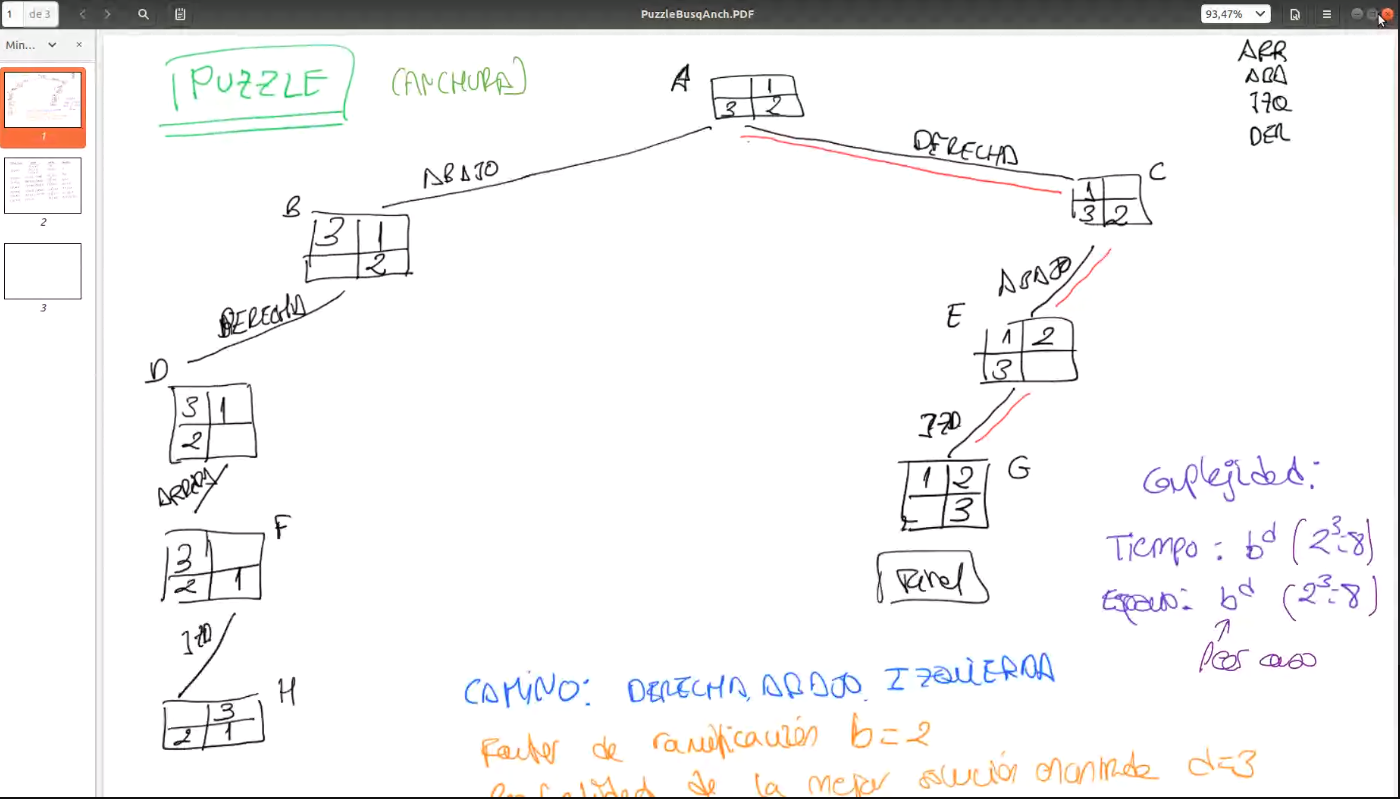 1 de 3
PuzzleBusqAnch.PDF
93,47%
Min...
1
2
3
PUZZLE
(ANCHURA)
ARR
ABA
IZQ
DER
A
1
3 2
ABAJO
DERECHA
B
3 1
2
C
1
3 2
DERECHA
ABAJO
D
3 1
2
E
1 2
3
ARRIBA
IZQ
F
3
2 1
G
1 2
3
Final
IZQ
H
3
2 1
Complejidad:
Tiempo: b^d (2^3=8)
Espacio: b^d (2^3=8)
Peor caso
CAMINO: DERECHA, ABAJO, IZQUIERDA
Factor de ramificación b=2
de la mejor solución encontrada d=3